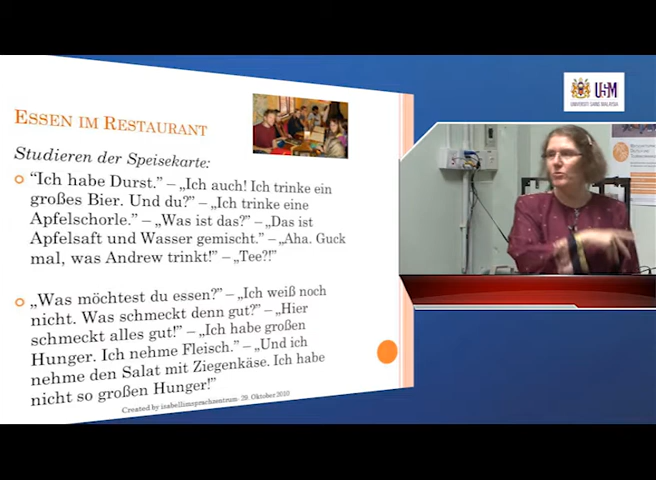 ESSEN IM RESTAURANT
Studieren der Speisekarte:
“Ich habe Durst.” – „Ich auch! Ich trinke ein
großes Bier. Und du?” – „Ich trinke eine
Apfelschorle.” – „Was ist das?” – „Das ist
Apfelsaft und Wasser gemischt.” – „Aha. Guck
mal, was Andrew trinkt!” – „Tee?!”
„Was möchtest du essen?” – „Ich weiß noch
nicht. Was schmeckt denn gut?” – „Hier
schmeckt alles gut!” – „Ich habe großen
Hunger. Ich nehme Fleisch.” – „Und ich
nehme den Salat mit Ziegenkäse. Ich habe
nicht so großen Hunger!”
Created by isabellimsprachzentrum 29. Oktober 2010
USM
UNIVERSITI SAINS MALAYSIA